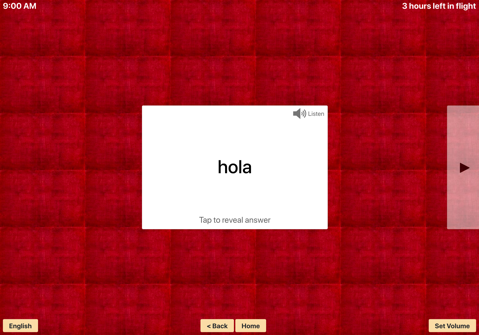 9:00 AM
3 hours left in flight
Listen
hola
Tap to reveal answer
English
< Back
Home
Set Volume